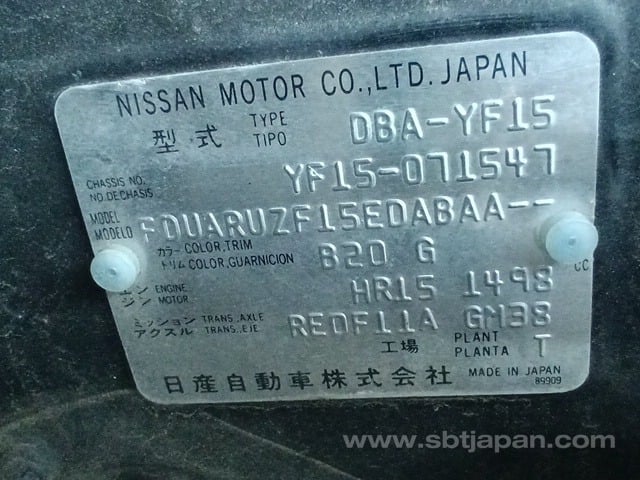 NISSAN MOTOR CO.,LTD. JAPAN
型式 TYPE TIPO DBA-YF15
CHASSIS NO. NO.DECHASIS YF15-071547
MODEL MODELO FDUARUZF15EDABAA--
カラー COLOR,TRIM トリム COLOR,GUARNICION B20 G
エンジン ENGINE MOTOR HR15 1498 CC
ミッション TRANS.,AXLE アクスル TRANS.,EJE RE0F11A GM38
工場 PLANT PLANTA T
日産自動車株式会社 MADE IN JAPAN
89909
www.sbtjapan.com